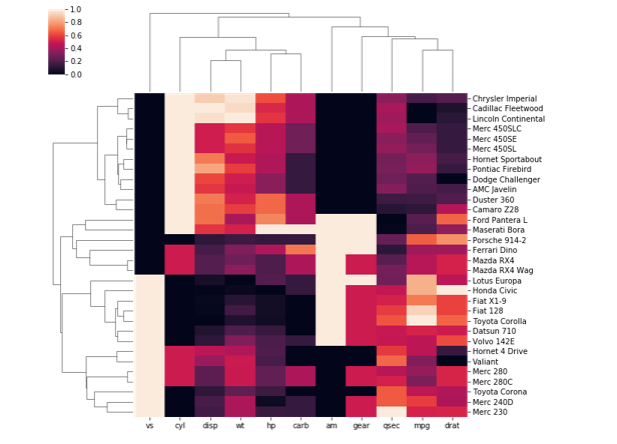 1.0
0.8
0.6
0.4
0.2
0.0
Chrysler Imperial
Cadillac Fleetwood
Lincoln Continental
Merc 450SLC
Merc 450SE
Merc 450SL
Hornet Sportabout
Pontiac Firebird
Dodge Challenger
AMC Javelin
Duster 360
Camaro Z28
Ford Pantera L
Maserati Bora
Porsche 914-2
Ferrari Dino
Mazda RX4
Mazda RX4 Wag
Lotus Europa
Honda Civic
Fiat X1-9
Fiat 128
Toyota Corolla
Datsun 710
Volvo 142E
Hornet 4 Drive
Valiant
Merc 280
Merc 280C
Toyota Corona
Merc 240D
Merc 230
vs cyl disp wt hp carb am gear qsec mpg drat